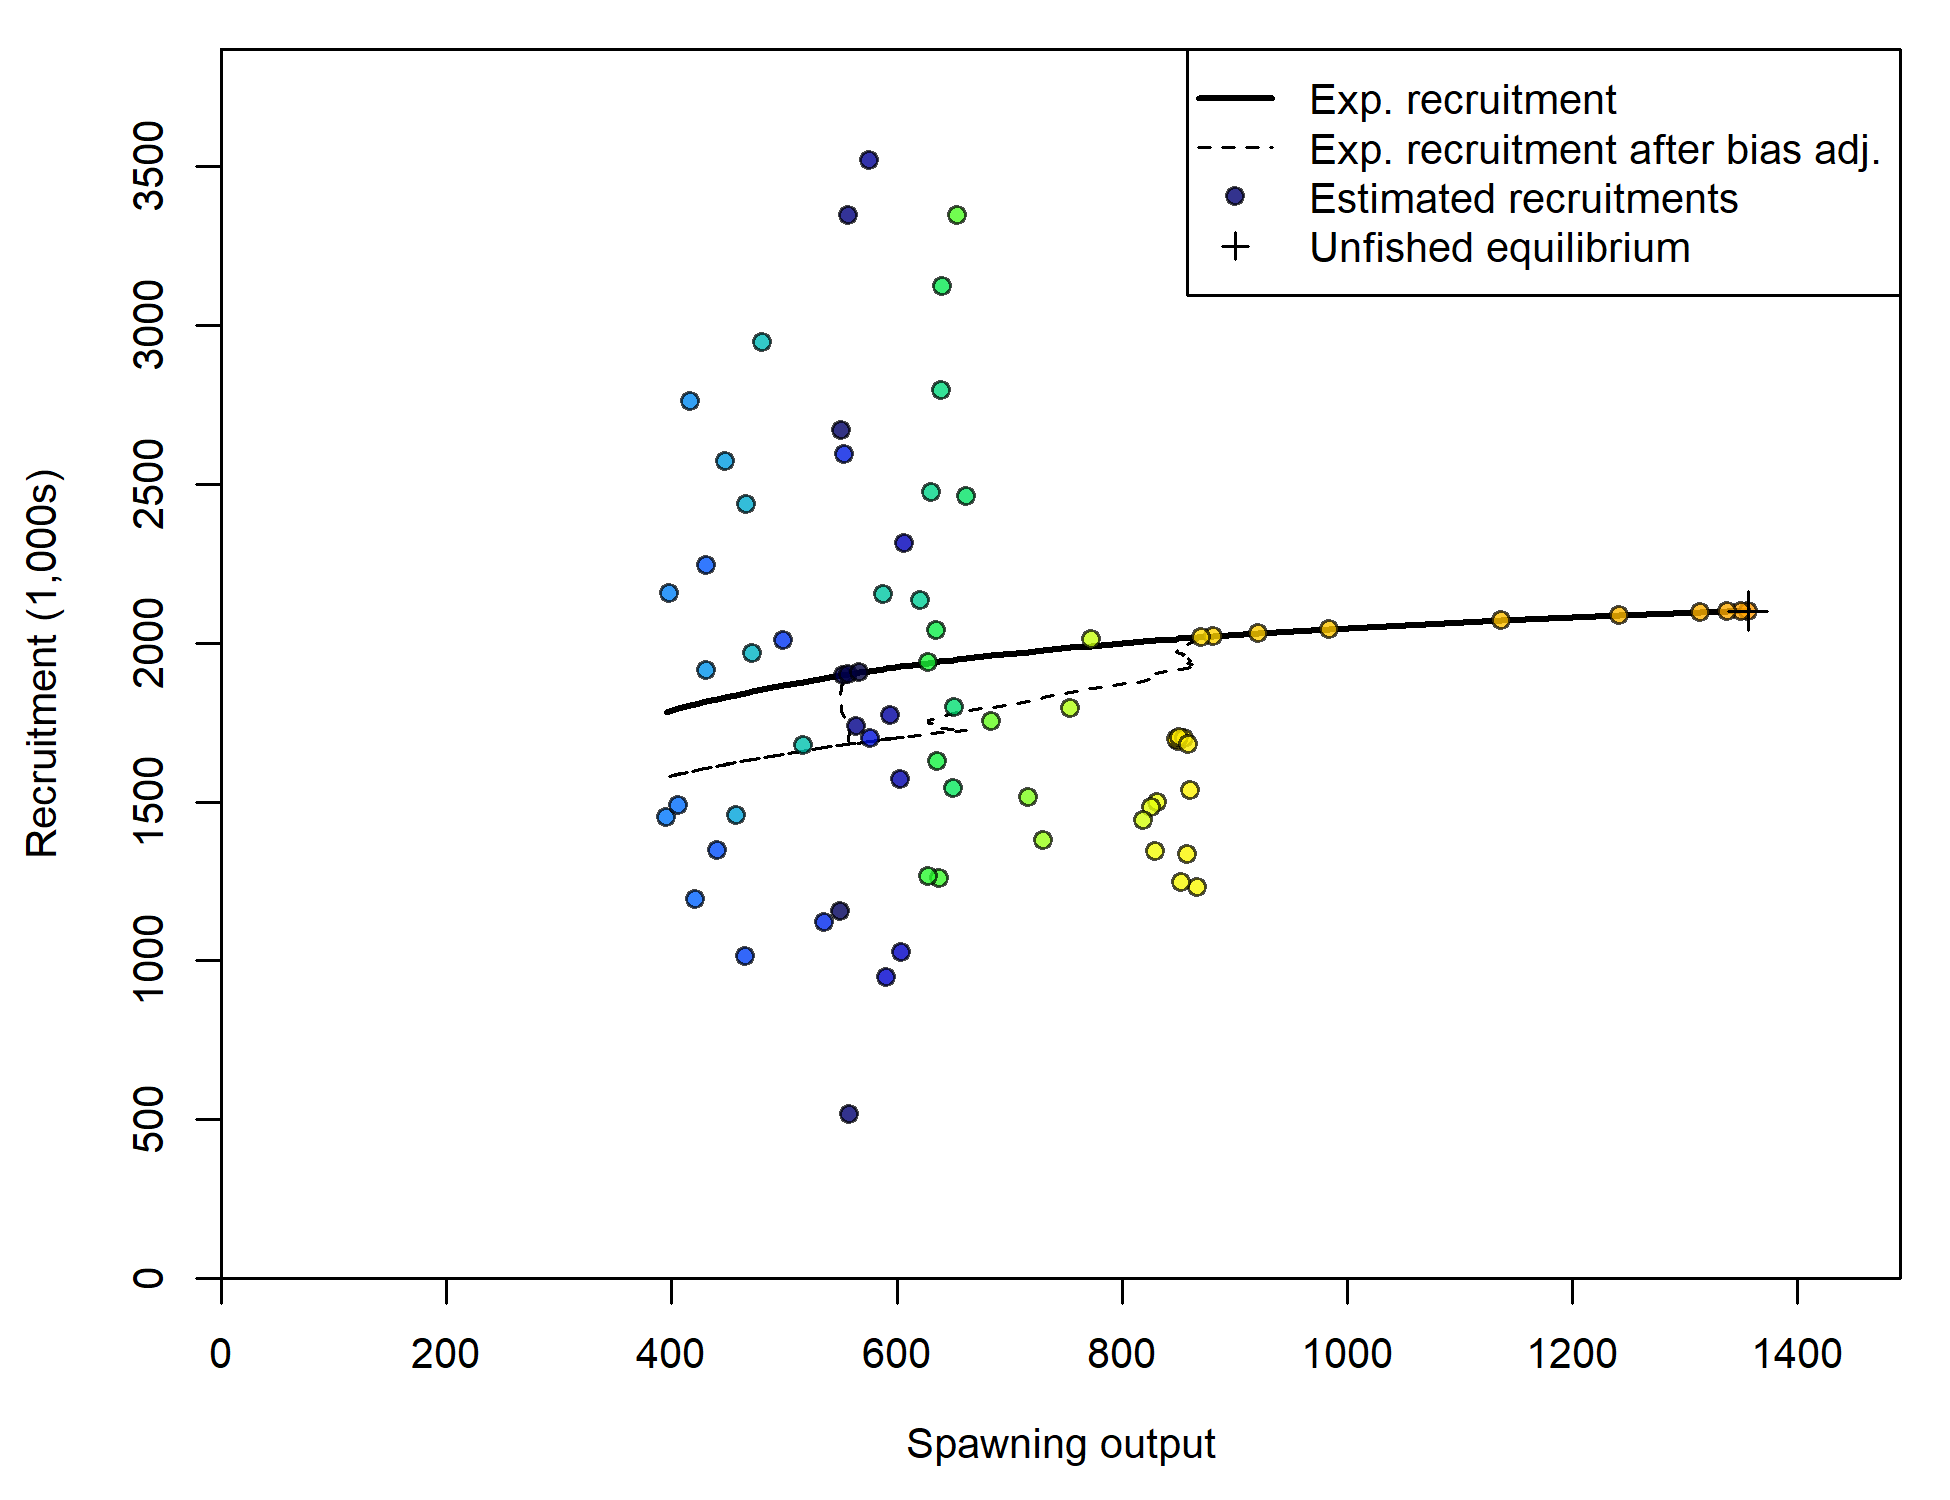 Exp. recruitment
Exp. recruitment after bias adj.
Estimated recruitments
Unfished equilibrium
Recruitment (1,000s)
3500
3000
2500
2000
1500
1000
500
0
0 200 400 600 800 1000 1200 1400
Spawning output